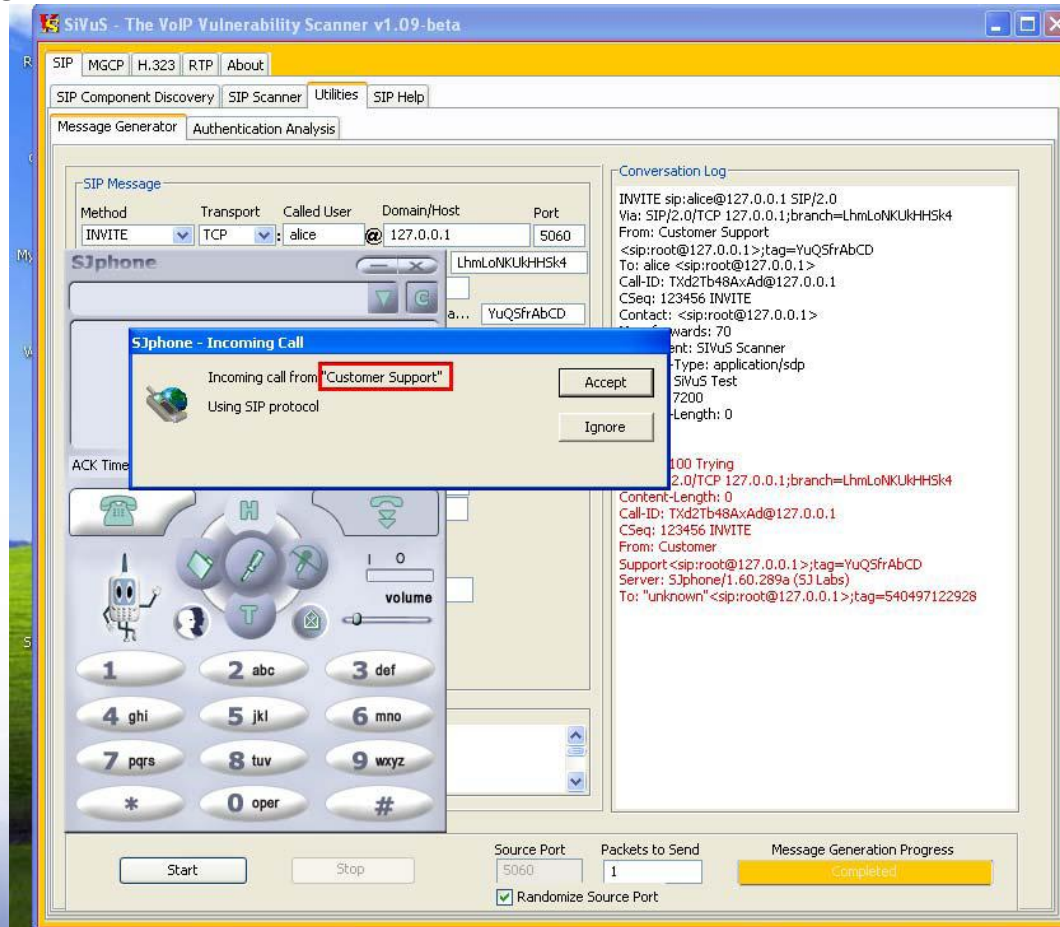 SiVuS - The VoIP Vulnerability Scanner v1.09-beta
SIP MGCP H.323 RTP About
SIP Component Discovery SIP Scanner Utilities SIP Help
Message Generator Authentication Analysis
SIP Message
Method Transport Called User Domain/Host Port
INVITE TCP : alice @ 127.0.0.1 5060
LhmLoNKUkHHSk4
a... YuQSfrAbCD
SJphone
C
SJphone - Incoming Call
Incoming call from "Customer Support"
Using SIP protocol
Accept
Ignore
ACK Time
H
T
I O
volume
1 2 abc 3 def
4 ghi 5 jkl 6 mno
7 pqrs 8 tuv 9 wxyz
* 0 oper #
Conversation Log
INVITE sip:alice@127.0.0.1 SIP/2.0
Via: SIP/2.0/TCP 127.0.0.1;branch=LhmLoNKUkHHSk4
From: Customer Support
<sip:root@127.0.0.1>;tag=YuQSfrAbCD
To: alice <sip:root@127.0.0.1>
Call-ID: TXd2Tb48AxAd@127.0.0.1
CSeq: 123456 INVITE
Contact: <sip:root@127.0.0.1>
wards: 70
ent: SIVuS Scanner
-Type: application/sdp
SiVuS Test
7200
-Length: 0
100 Trying
2.0/TCP 127.0.0.1;branch=LhmLoNKUkHHSk4
Content-Length: 0
Call-ID: TXd2Tb48AxAd@127.0.0.1
CSeq: 123456 INVITE
From: Customer
Support<sip:root@127.0.0.1>;tag=YuQSfrAbCD
Server: SJphone/1.60.289a (SJ Labs)
To: "unknown"<sip:root@127.0.0.1>;tag=540497122928
Start Stop
Source Port Packets to Send Message Generation Progress
5060 1 Completed
Randomize Source Port